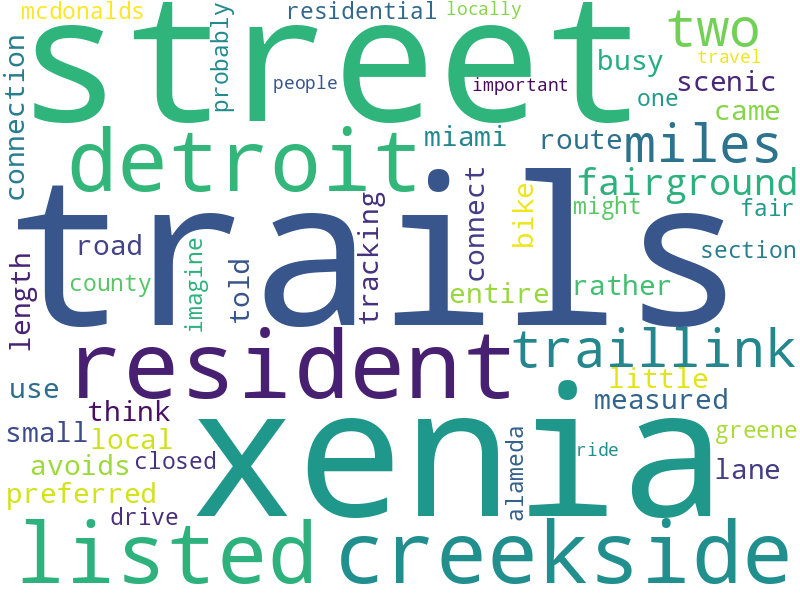 mcdonalds
residential
locally
street
two
probably
people
important
busy
travel
scenic
one
came
connection
detroit
miami
route
miles
trails
fairground
connect
bike
might
fair
tracking
road
section
county
imagine
told
entire
rather
length
resident
traillink
little
use
think
measured
xenia
small
local
greene
avoids
closed
ride
lane
preferred
alameda
drive
listed
creekside